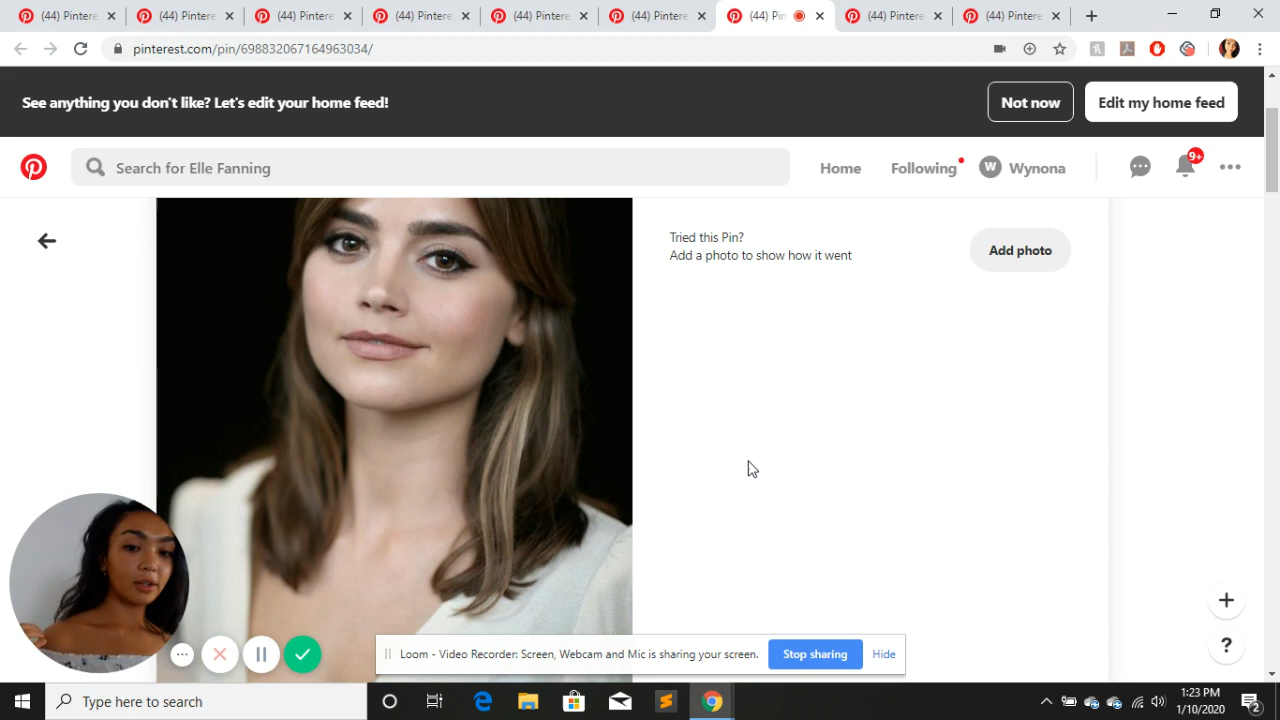 (44) Pintere
(44) Pintere
(44) Pintere
(44) Pintere
(44) Pintere
(44) Pintere
(44) Pin
(44) Pintere
(44) Pintere
pinterest.com/pin/698832067164963034/
See anything you don't like? Let's edit your home feed!
Not now
Edit my home feed
Search for Elle Fanning
Home
Following
W
Wynona
9+
Tried this Pin?
Add a photo to show how it went
Add photo
Loom - Video Recorder: Screen, Webcam and Mic is sharing your screen.
Stop sharing
Hide
?
Type here to search
1:23 PM
1/10/2020
2